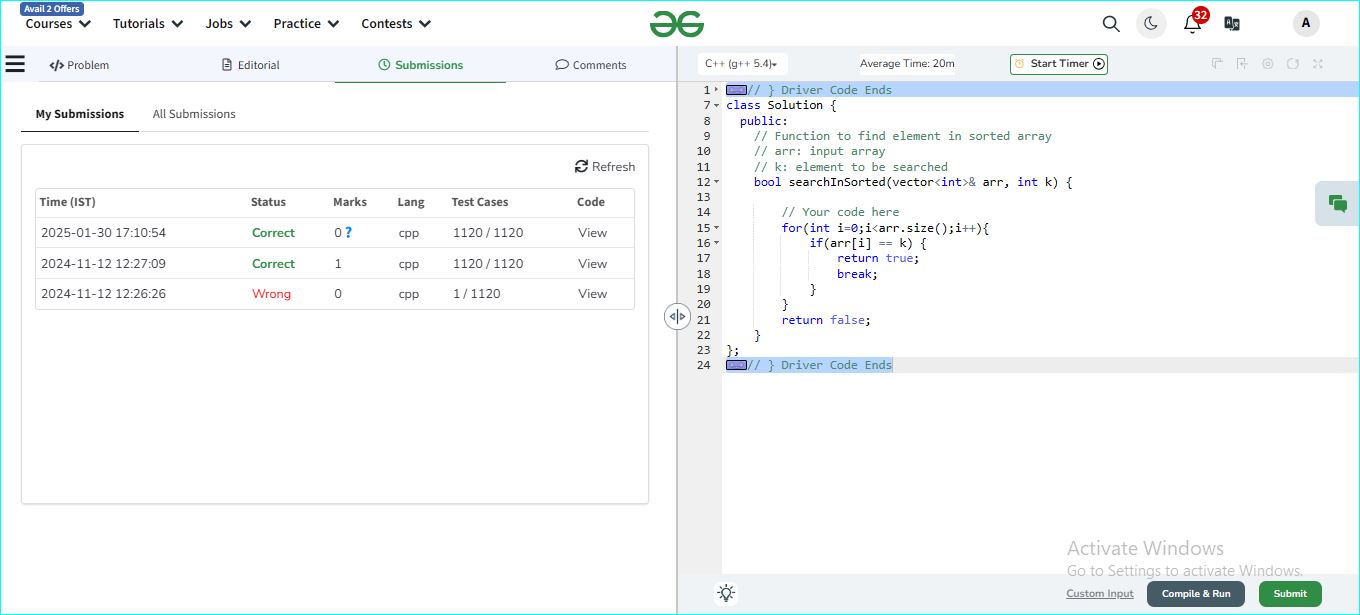 Avail 2 Offers
Courses Tutorials Jobs Practice Contests 32 A
</> Problem Editorial Submissions Comments C++ (g++ 5.4) Average Time: 20m Start Timer
My Submissions All Submissions
Refresh
Time (IST) Status Marks Lang Test Cases Code
2025-01-30 17:10:54 Correct 0 ? cpp 1120 / 1120 View
2024-11-12 12:27:09 Correct 1 cpp 1120 / 1120 View
2024-11-12 12:26:26 Wrong 0 cpp 1 / 1120 View
1 // } Driver Code Ends
7 class Solution {
8 public:
9 // Function to find element in sorted array
10 // arr: input array
11 // k: element to be searched
12 bool searchInSorted(vector<int>& arr, int k) {
13
14 // Your code here
15 for(int i=0;i<arr.size();i++){
16 if(arr[i] == k) {
17 return true;
18 break;
19 }
20 }
21 return false;
22 }
23 };
24 // } Driver Code Ends
Activate Windows
Go to Settings to activate Windows.
Custom Input Compile & Run Submit